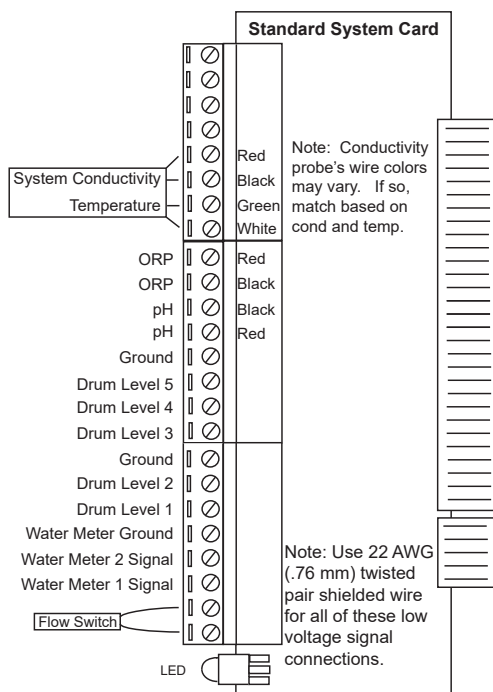 Standard System Card
Red
Note: Conductivity
probe's wire colors
may vary. If so,
match based on
cond and temp.
System Conductivity
Black
Temperature
Green
White
ORP
Red
ORP
Black
pH
Black
pH
Red
Ground
Drum Level 5
Drum Level 4
Drum Level 3
Ground
Drum Level 2
Drum Level 1
Water Meter Ground
Water Meter 2 Signal
Water Meter 1 Signal
Flow Switch
Note: Use 22 AWG
(.76 mm) twisted
pair shielded wire
for all of these low
voltage signal
connections.
LED